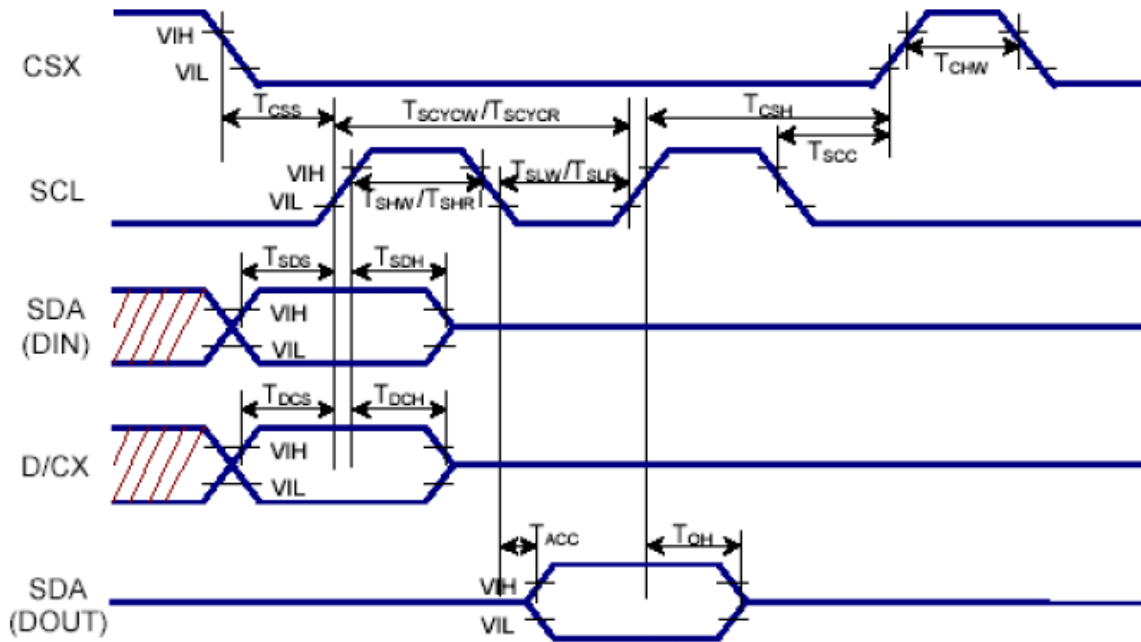 CSX
VIH
VIL
TCHW
TCSS
TSCYCW/TSCYCR
TCSH
TSCC
SCL
VIH
VIL
TSHW/TSHR
TSLW/TSLR
SDA
(DIN)
TSDS
TSDH
VIH
VIL
D/CX
TDCS
TDCH
VIH
VIL
SDA
(DOUT)
TACC
TOH
VIH
VIL